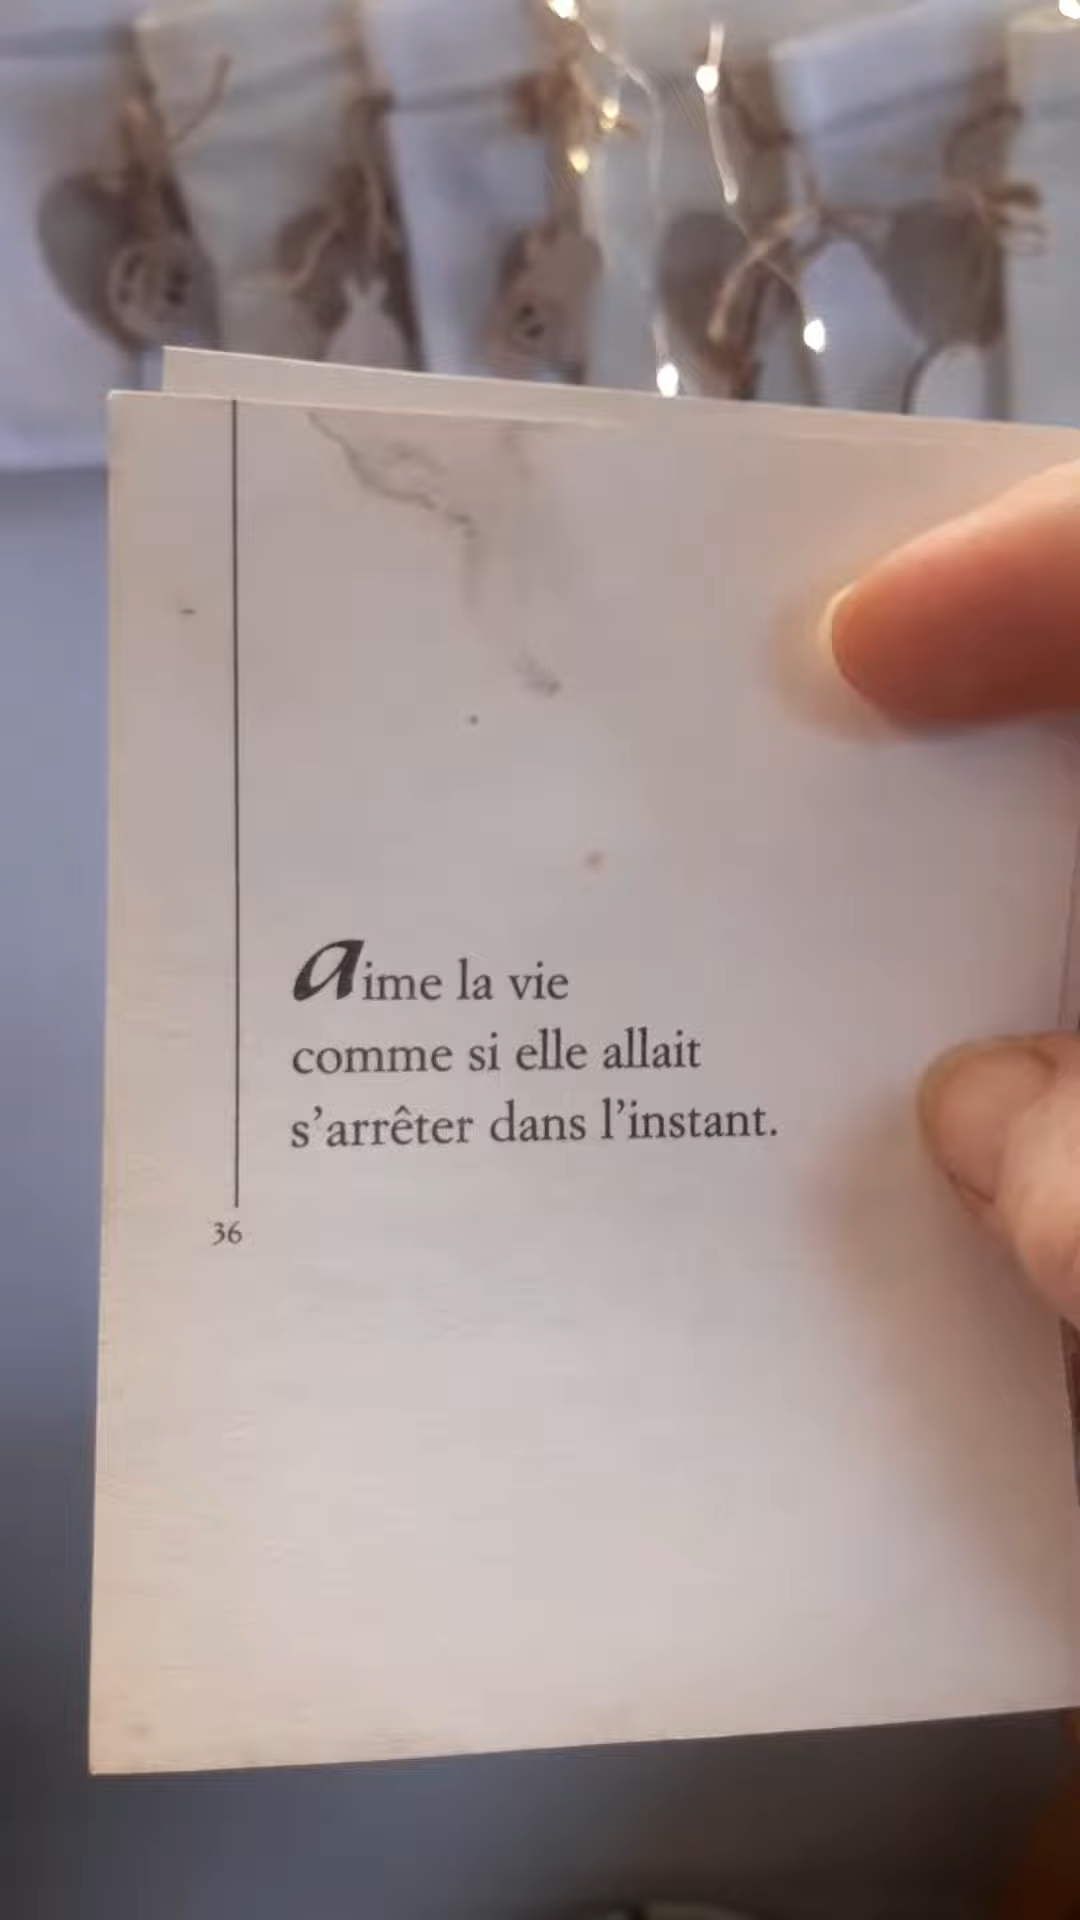 aime la vie
comme si elle allait
s’arrêter dans l’instant.
36